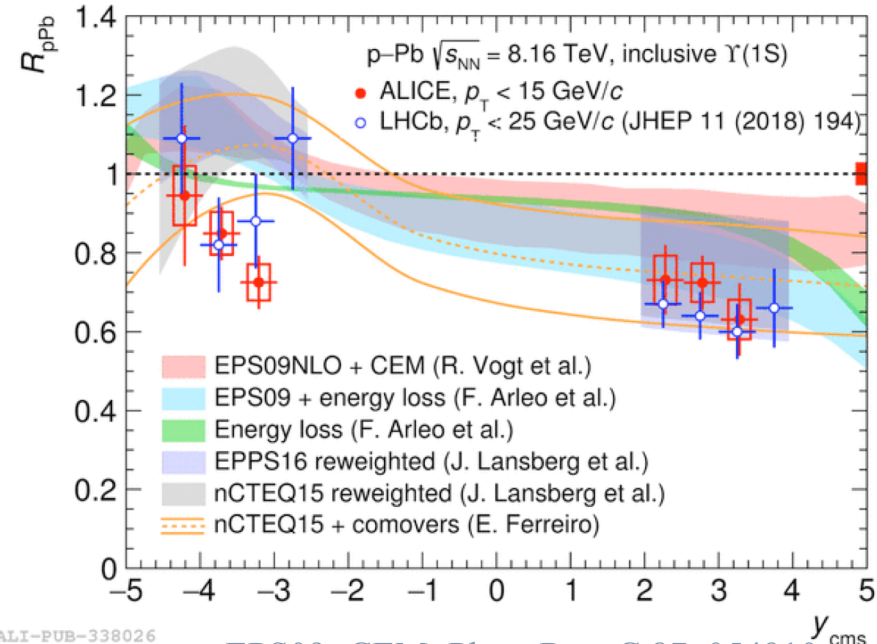 1.4
R_pPb
p–Pb √s_NN = 8.16 TeV, inclusive ϒ(1S)
ALICE, p_T < 15 GeV/c
1.2
LHCb, p_T < 25 GeV/c (JHEP 11 (2018) 194)
1
0.8
0.6
EPS09NLO + CEM (R. Vogt et al.)
EPS09 + energy loss (F. Arleo et al.)
0.4
Energy loss (F. Arleo et al.)
EPPS16 reweighted (J. Lansberg et al.)
0.2
nCTEQ15 reweighted (J. Lansberg et al.)
nCTEQ15 + comovers (E. Ferreiro)
0
−5 −4 −3 −2 −1 0 1 2 3 4 5
y_cms
ALI-PUB-338026